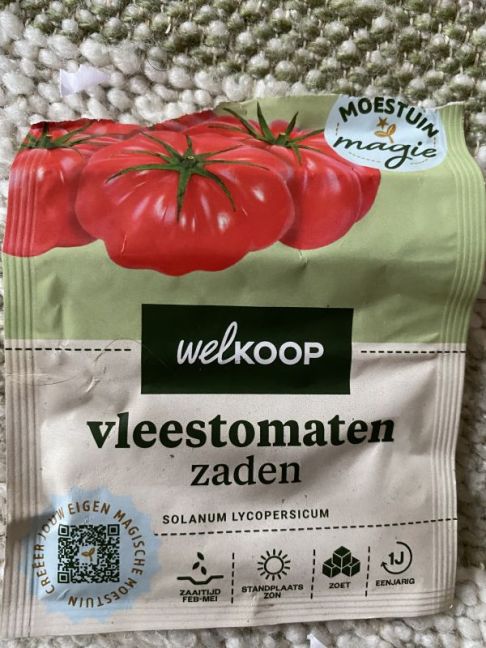 MOESTUIN
magie
welKOOP
vleestomaten
zaden
SOLANUM LYCOPERSICUM
CREËER JOUW EIGEN MAGISCHE MOESTUIN
ZAAITIJD
FEB-MEI
STANDPLAATS
ZON
ZOET
1J
EENJARIG